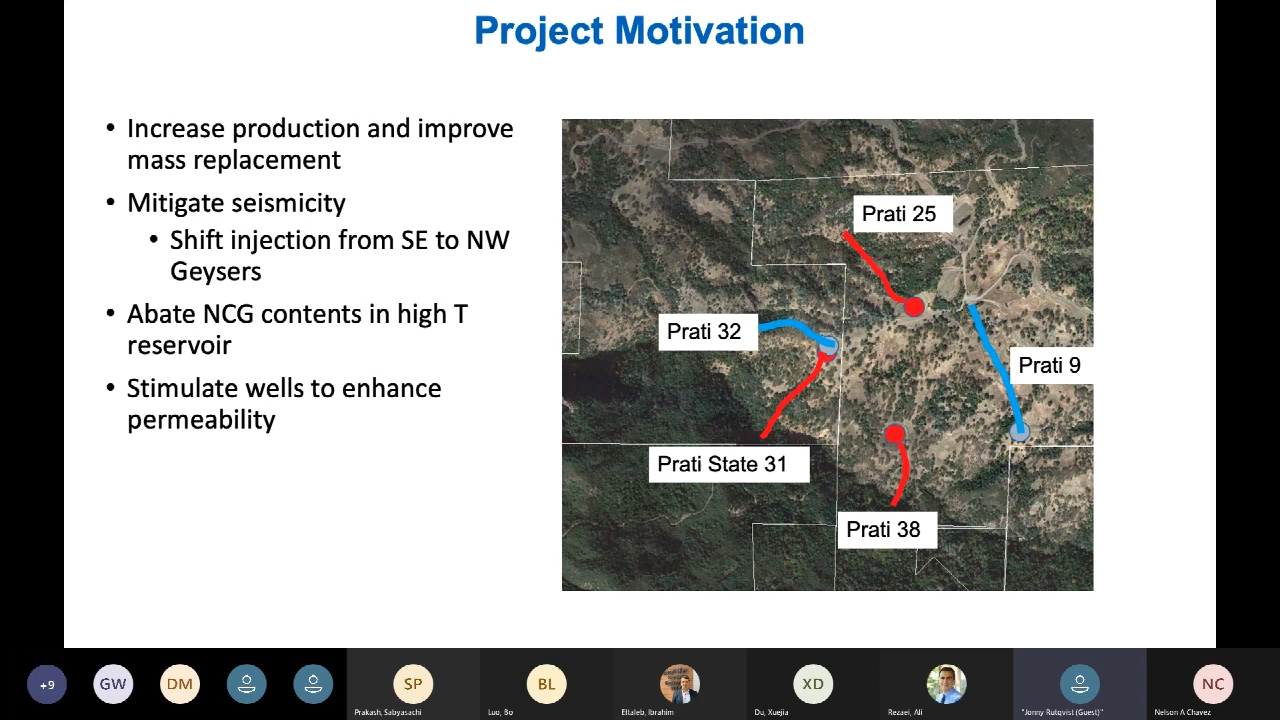 Project Motivation
• Increase production and improve
mass replacement
• Mitigate seismicity
• Shift injection from SE to NW
Geysers
• Abate NCG contents in high T
reservoir
• Stimulate wells to enhance
permeability
Prati 25
Prati 32
Prati 9
Prati State 31
Prati 38
+9
GW
DM
SP
BL
XD
NC
Prakash, Sabyasachi
Luo, Bo
Eltaleb, Ibrahim
Du, Xuejia
Rezaei, Ali
"Jonny Rutqvist (Guest)"
Nelson A Chavez